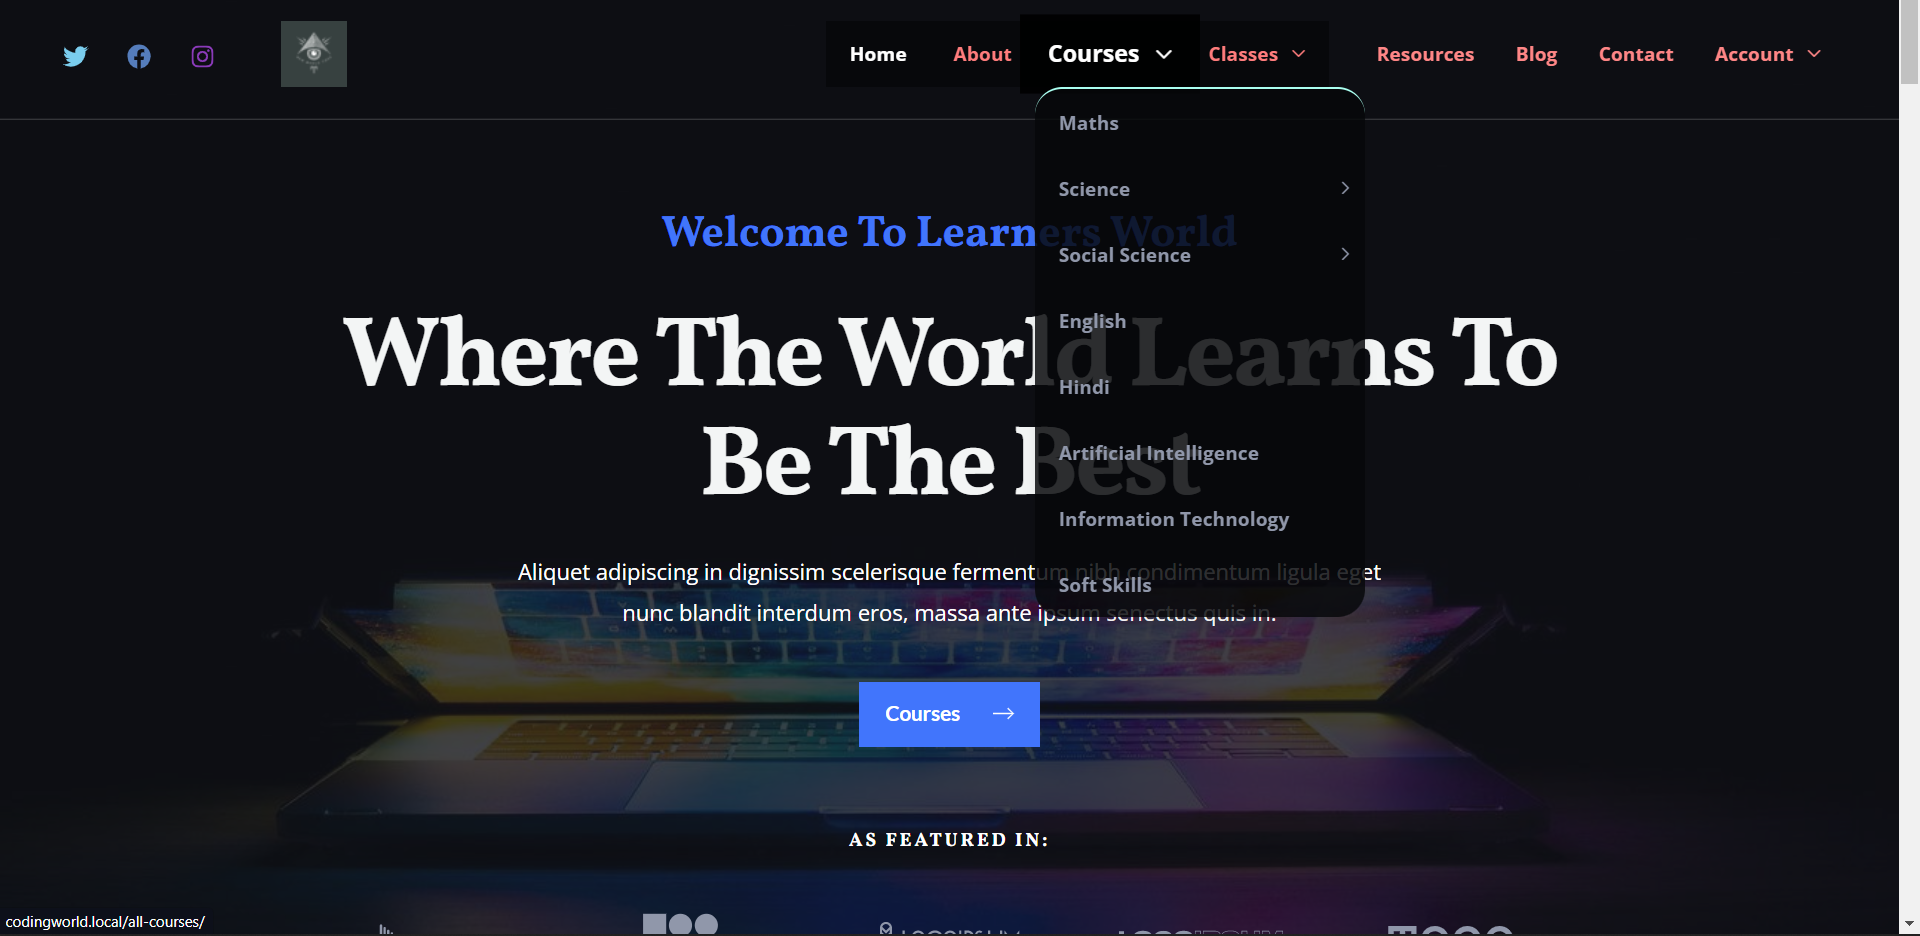 Home About Courses Classes Resources Blog Contact Account
Maths
Science
Welcome To Learners World
Social Science
English
Where The World Learns To
Hindi
Be The Best
Artificial Intelligence
Information Technology
Aliquet adipiscing in dignissim scelerisque fermentum nibh condimentum ligula eget
Soft Skills
nunc blandit interdum eros, massa ante ipsum senectus quis in.
Courses
AS FEATURED IN:
codingworld.local/all-courses/